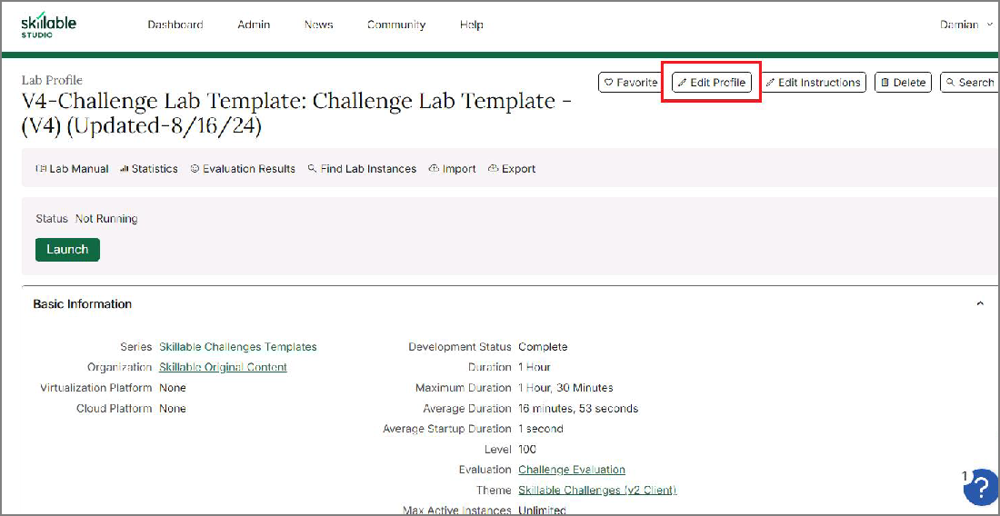 skillable
STUDIO
Dashboard
Admin
News
Community
Help
Damian
Lab Profile
Favorite
Edit Profile
Edit Instructions
Delete
Search
V4-Challenge Lab Template: Challenge Lab Template -
(V4) (Updated-8/16/24)
Lab Manual
Statistics
Evaluation Results
Find Lab Instances
Import
Export
Status Not Running
Launch
Basic Information
Series Skillable Challenges Templates
Organization Skillable Original Content
Virtualization Platform None
Cloud Platform None
Development Status Complete
Duration 1 Hour
Maximum Duration 1 Hour, 30 Minutes
Average Duration 16 minutes, 53 seconds
Average Startup Duration 1 second
Level 100
Evaluation Challenge Evaluation
Theme Skillable Challenges (v2 Client)
Max Active Instances Unlimited
1
?